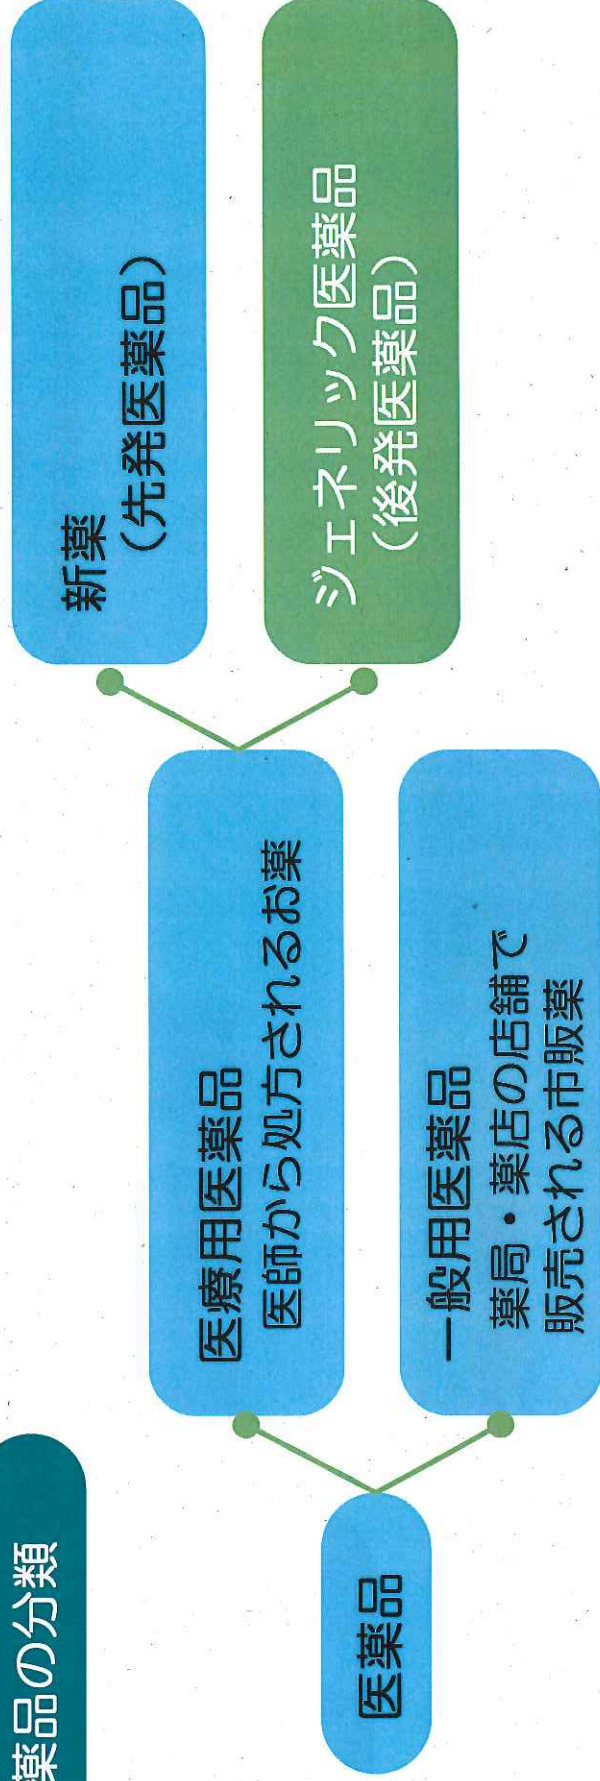 薬品の分類
医薬品
医療用医薬品
医師から処方されるお薬
一般用医薬品
薬局・薬店の店舗で
販売される市販薬
新薬
（先発医薬品）
ジェネリック医薬品
（後発医薬品）